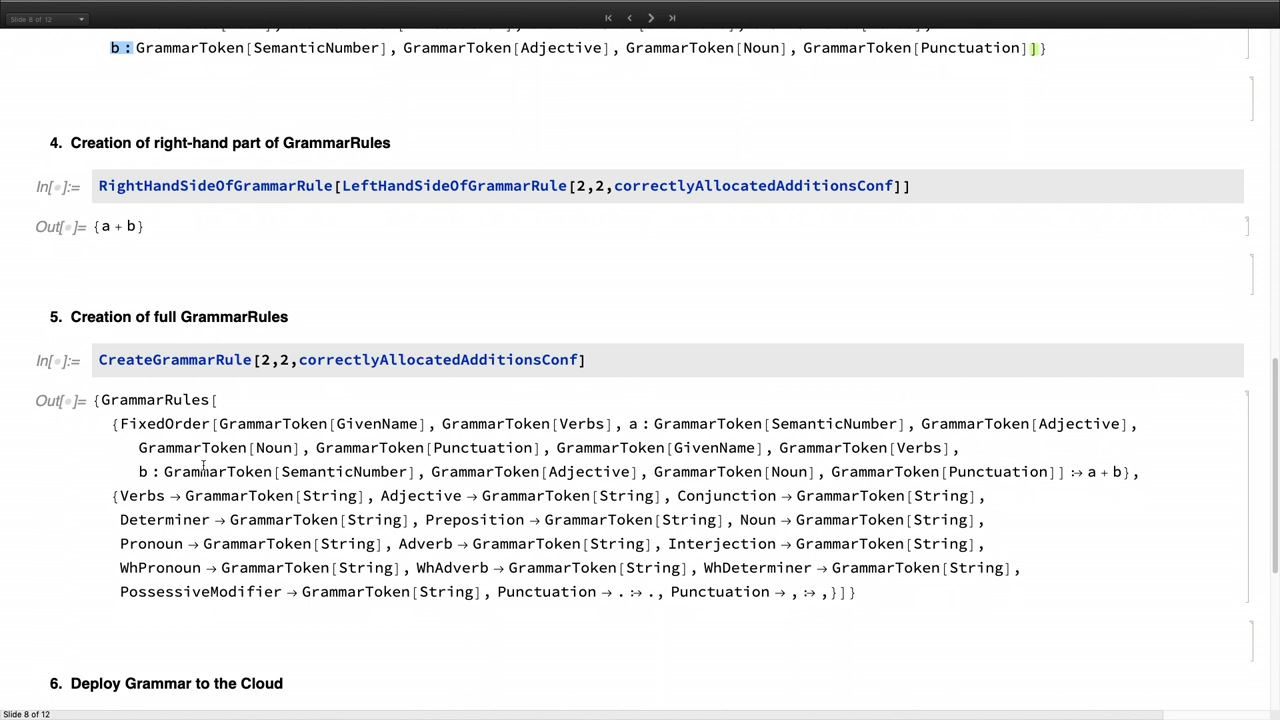 Slide 8 of 12
b:GrammarToken[SemanticNumber], GrammarToken[Adjective], GrammarToken[Noun], GrammarToken[Punctuation]]}
4. Creation of right-hand part of GrammarRules
In[ ]:= RightHandSideOfGrammarRule[LeftHandSideOfGrammarRule[2,2,correctlyAllocatedAdditionsConf]]
Out[ ]= {a + b}
5. Creation of full GrammarRules
In[ ]:= CreateGrammarRule[2,2,correctlyAllocatedAdditionsConf]
Out[ ]= {GrammarRules[
{FixedOrder[GrammarToken[GivenName], GrammarToken[Verbs], a:GrammarToken[SemanticNumber], GrammarToken[Adjective],
GrammarToken[Noun], GrammarToken[Punctuation], GrammarToken[GivenName], GrammarToken[Verbs],
b:GrammarToken[SemanticNumber], GrammarToken[Adjective], GrammarToken[Noun], GrammarToken[Punctuation]] :→ a + b},
{Verbs → GrammarToken[String], Adjective → GrammarToken[String], Conjunction → GrammarToken[String],
Determiner → GrammarToken[String], Preposition → GrammarToken[String], Noun → GrammarToken[String],
Pronoun → GrammarToken[String], Adverb → GrammarToken[String], Interjection → GrammarToken[String],
WhPronoun → GrammarToken[String], WhAdverb → GrammarToken[String], WhDeterminer → GrammarToken[String],
PossessiveModifier → GrammarToken[String], Punctuation → . :→ ., Punctuation → , :→ ,}]}
6. Deploy Grammar to the Cloud
Slide 8 of 12